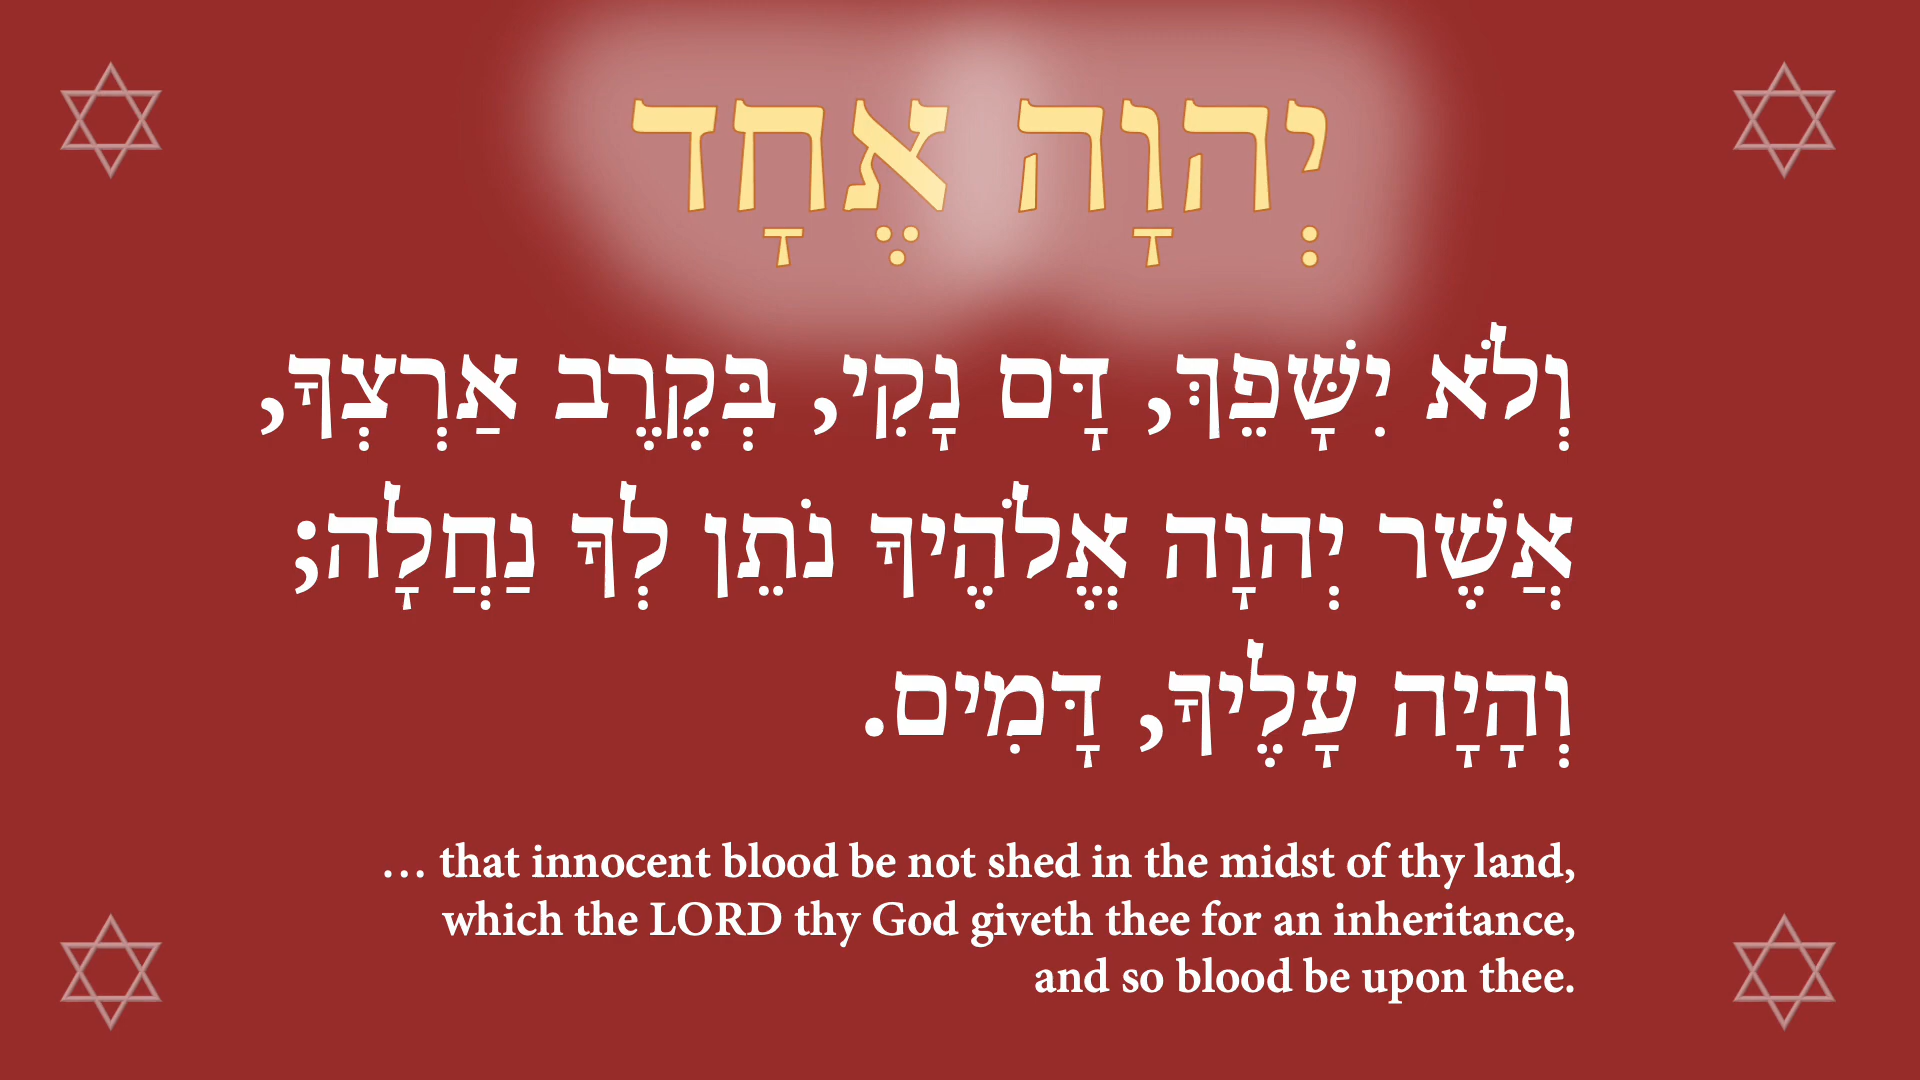 יְהוָה אֶחָד
וְלֹא יִשָּׁפֵךְ, דָּם נָקִי, בְּקֶרֶב אַרְצְךָ,
אֲשֶׁר יְהוָה אֱלֹהֶיךָ נֹתֵן לְךָ נַחֲלָה;
וְהָיָה עָלֶיךָ, דָּמִים.
… that innocent blood be not shed in the midst of thy land,
which the LORD thy God giveth thee for an inheritance,
and so blood be upon thee.